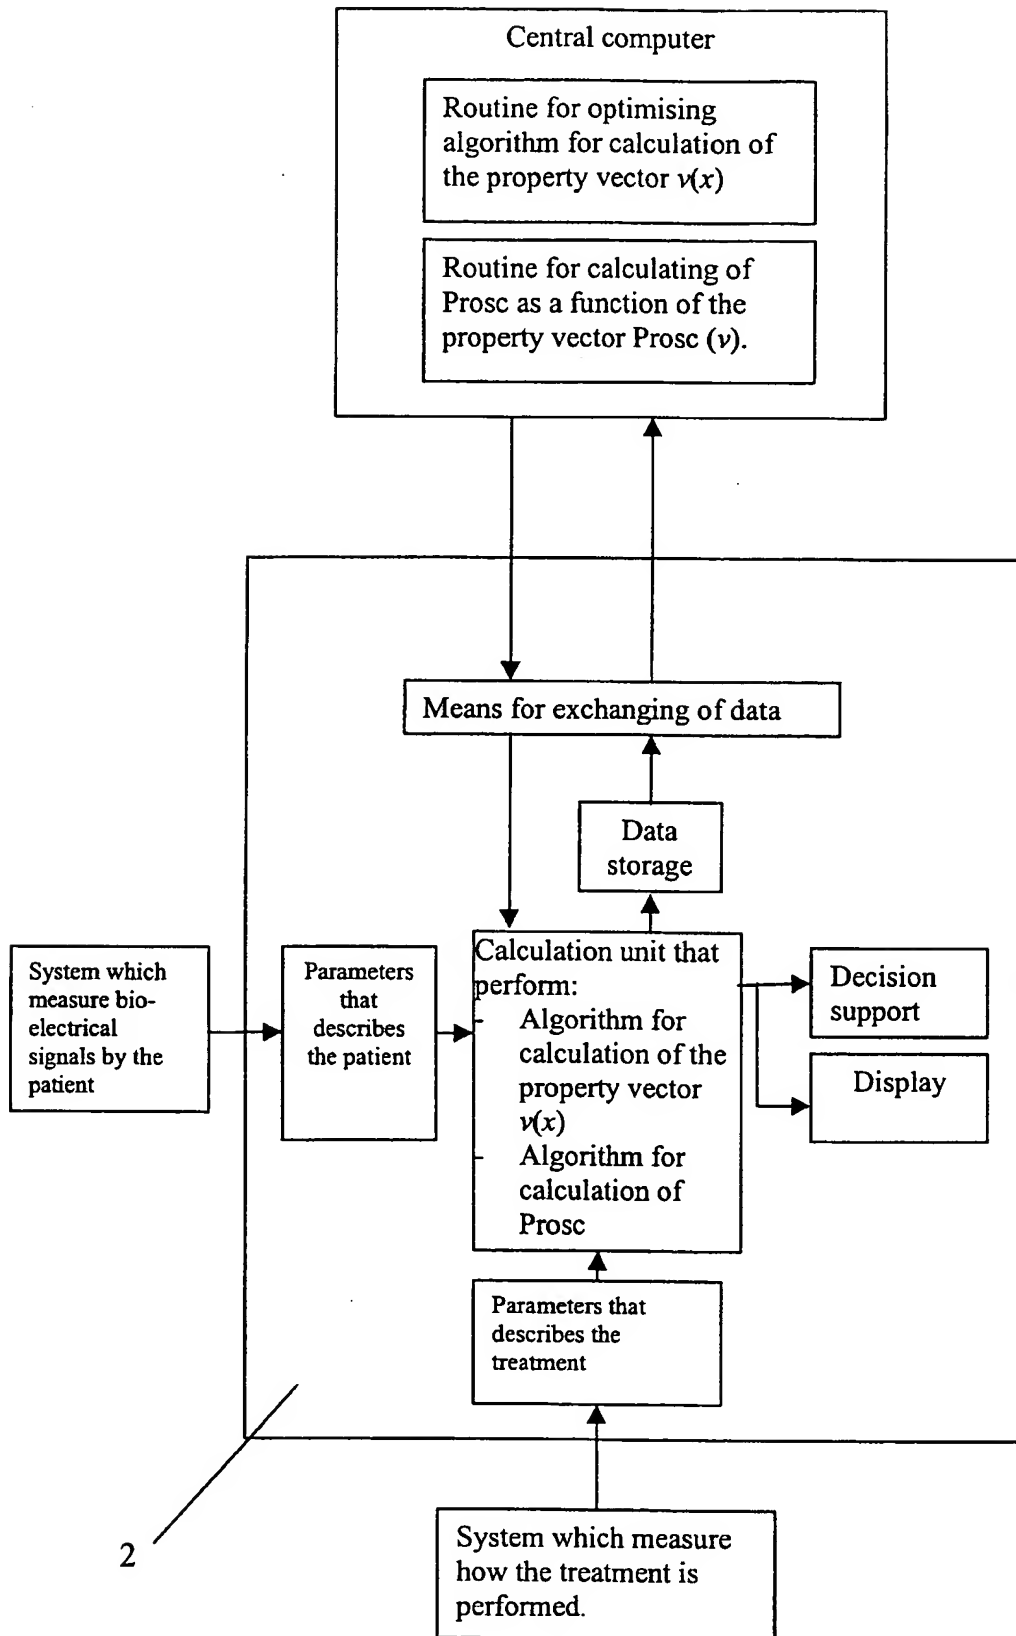 Central computer
Routine for optimising
algorithm for calculation of
the property vector v(x)
Routine for calculating of
Prosc as a function of the
property vector Prosc (v).
Means for exchanging of data
Data
storage
System which
measure bio-
electrical
signals by the
patient
Parameters
that
describes
the patient
Calculation unit that
perform:
- Algorithm for
calculation of the
property vector
v(x)
- Algorithm for
calculation of
Prosc
Decision
support
Display
Parameters that
describes the
treatment
2
System which measure
how the treatment is
performed.